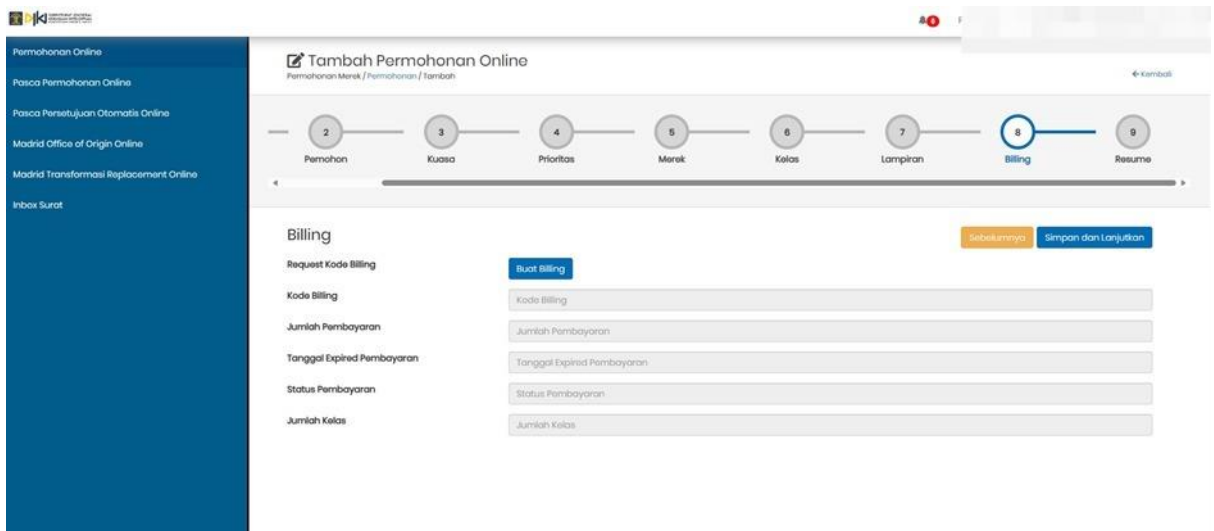 DJKI
0
Permohonan Online
Pasca Permohonan Online
Pasca Persetujuan Otomatis Online
Madrid Office of Origin Online
Madrid Transformasi Replacement Online
Inbox Surat
Tambah Permohonan Online
Permohonan Merek / Permohonan / Tambah
Kembali
2 3 4 5 6 7 8 9
Pemohon Kuasa Prioritas Merek Kelas Lampiran Billing Resume
Billing
Sebelumnya Simpan dan Lanjutkan
Request Kode Billing Buat Billing
Kode Billing Kode Billing
Jumlah Pembayaran Jumlah Pembayaran
Tanggal Expired Pembayaran Tanggal Expired Pembayaran
Status Pembayaran Status Pembayaran
Jumlah Kelas Jumlah Kelas